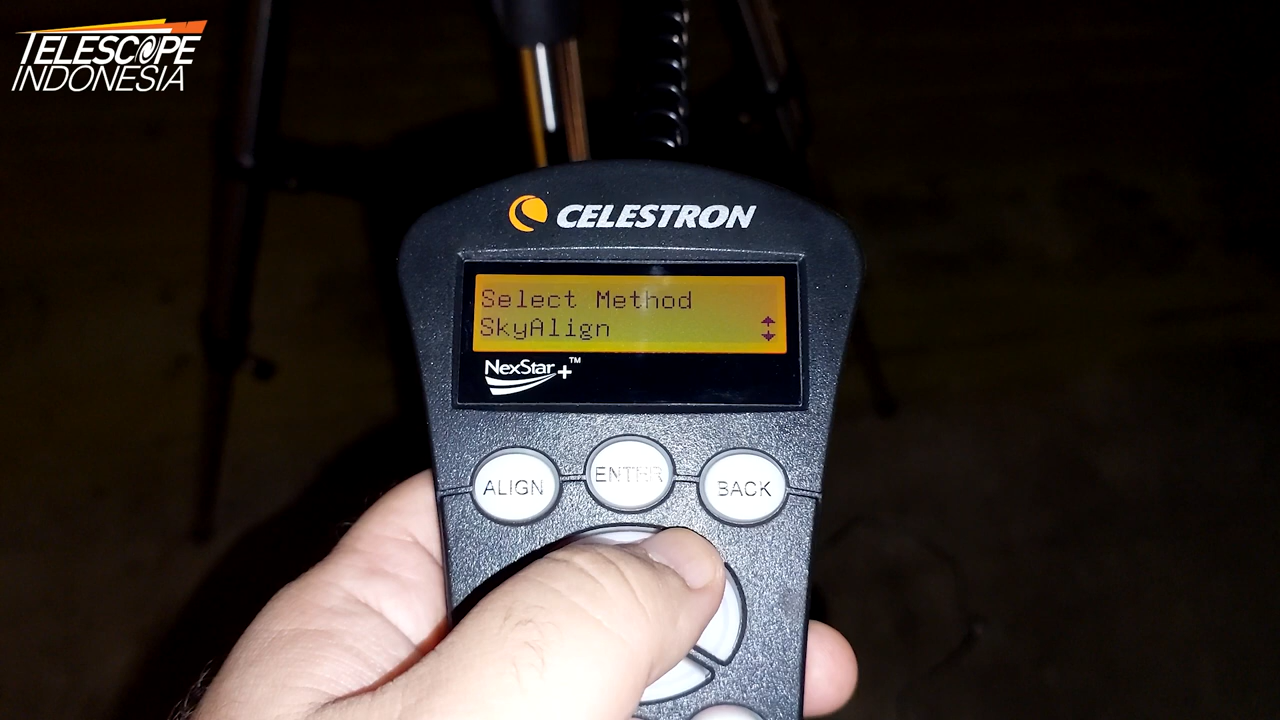 TELESCOPE
INDONESIA
CELESTRON
Select Method
SkyAlign
NexStar+™
ALIGN
ENTER
BACK